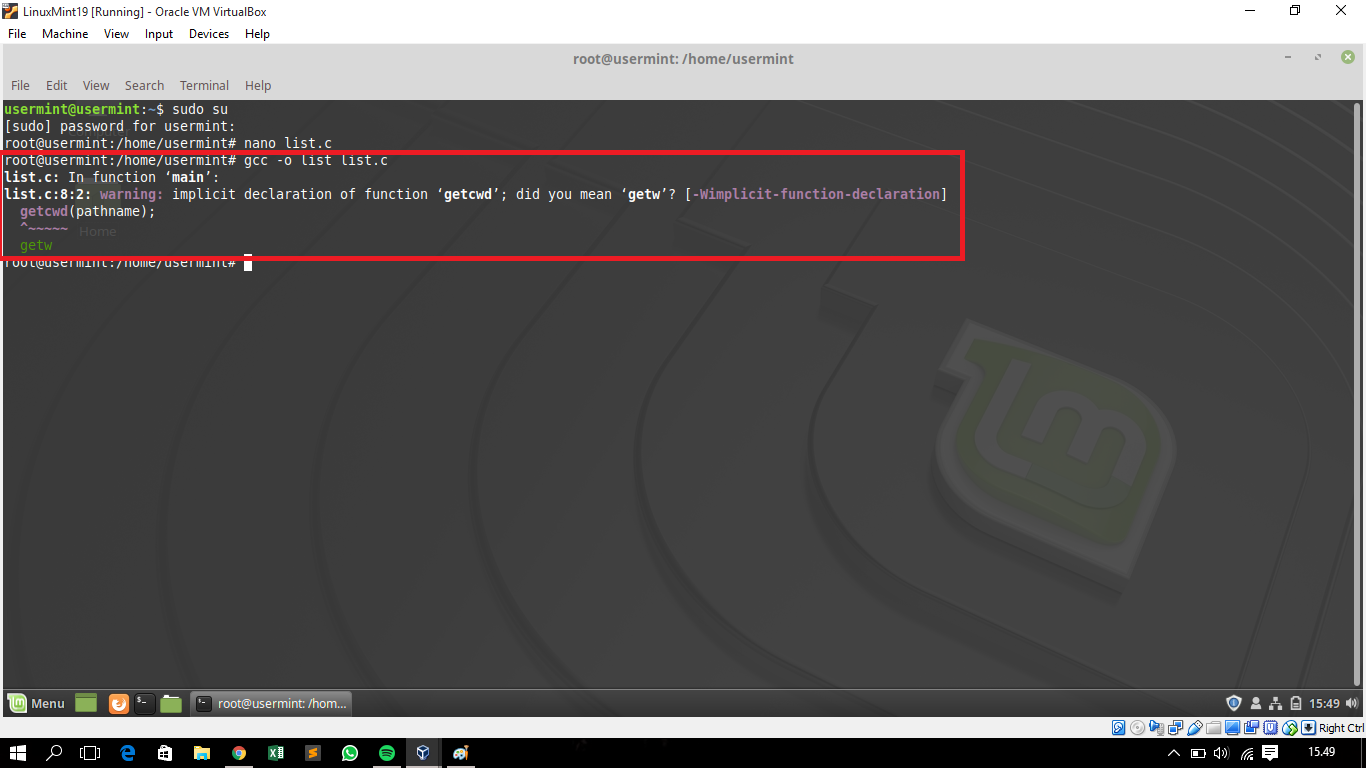 LinuxMint19 [Running] - Oracle VM VirtualBox
File Machine View Input Devices Help
root@usermint: /home/usermint
File Edit View Search Terminal Help
usermint@usermint:~$ sudo su
[sudo] password for usermint:
root@usermint:/home/usermint# nano list.c
root@usermint:/home/usermint# gcc -o list list.c
list.c: In function ‘main’:
list.c:8:2: warning: implicit declaration of function ‘getcwd’; did you mean ‘getw’? [-Wimplicit-function-declaration]
getcwd(pathname);
^~~~~~
Home
getw
root@usermint:/home/usermint#
Menu
root@usermint: /hom...
15:49
Right Ctrl
15.49